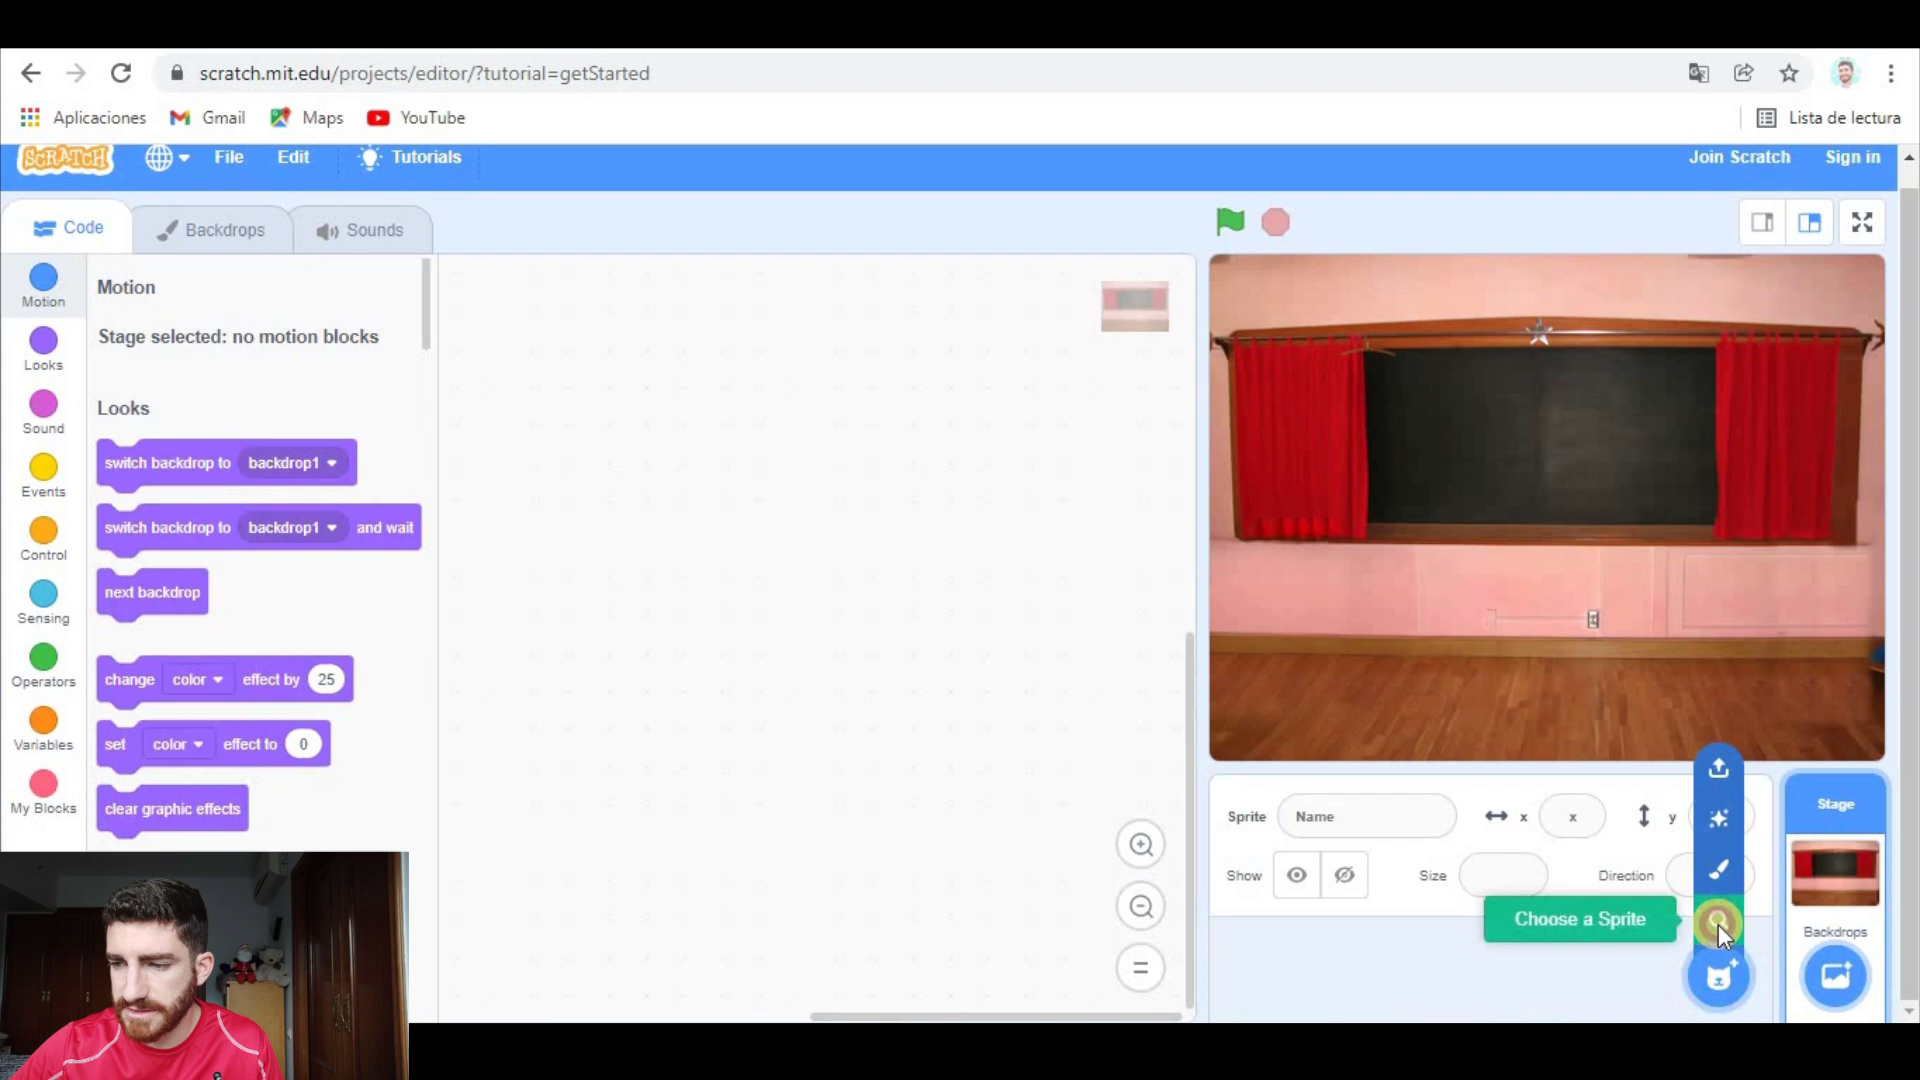 scratch.mit.edu/projects/editor/?tutorial=getStarted
Aplicaciones Gmail Maps YouTube Lista de lectura
SCRATCH File Edit Tutorials Join Scratch Sign in
Code Backdrops Sounds
Motion
Looks
Sound
Events
Control
Sensing
Operators
Variables
My Blocks
Motion
Stage selected: no motion blocks
Looks
switch backdrop to backdrop1
switch backdrop to backdrop1 and wait
next backdrop
change color effect by 25
set color effect to 0
clear graphic effects
Sprite Name x x y
Show Size Direction
Choose a Sprite
Stage
Backdrops